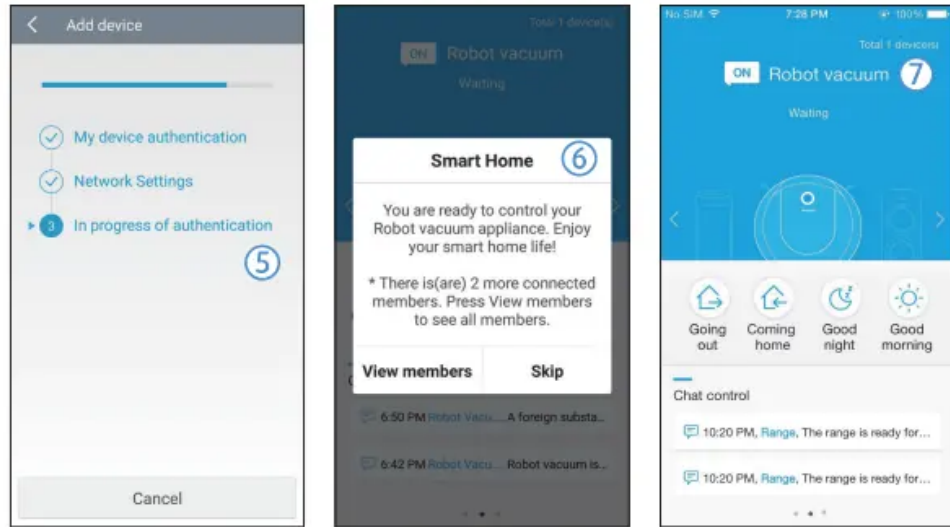 Add device
My device authentication
Network Settings
3 In progress of authentication
5
Cancel
Total 1 device(s)
ON Robot vacuum
Waiting
Smart Home 6
You are ready to control your
Robot vacuum appliance. Enjoy
your smart home life!
* There is(are) 2 more connected
members. Press View members
to see all members.
View members Skip
6:50 PM Robot Vacu... A foreign substa...
6:42 PM Robot Vacu... Robot vacuum is...
No SIM 7:28 PM 100%
Total 1 device(s)
ON Robot vacuum 7
Waiting
Going out
Coming home
Good night
Good morning
Chat control
10:20 PM, Range, The range is ready for...
10:20 PM, Range, The range is ready for...